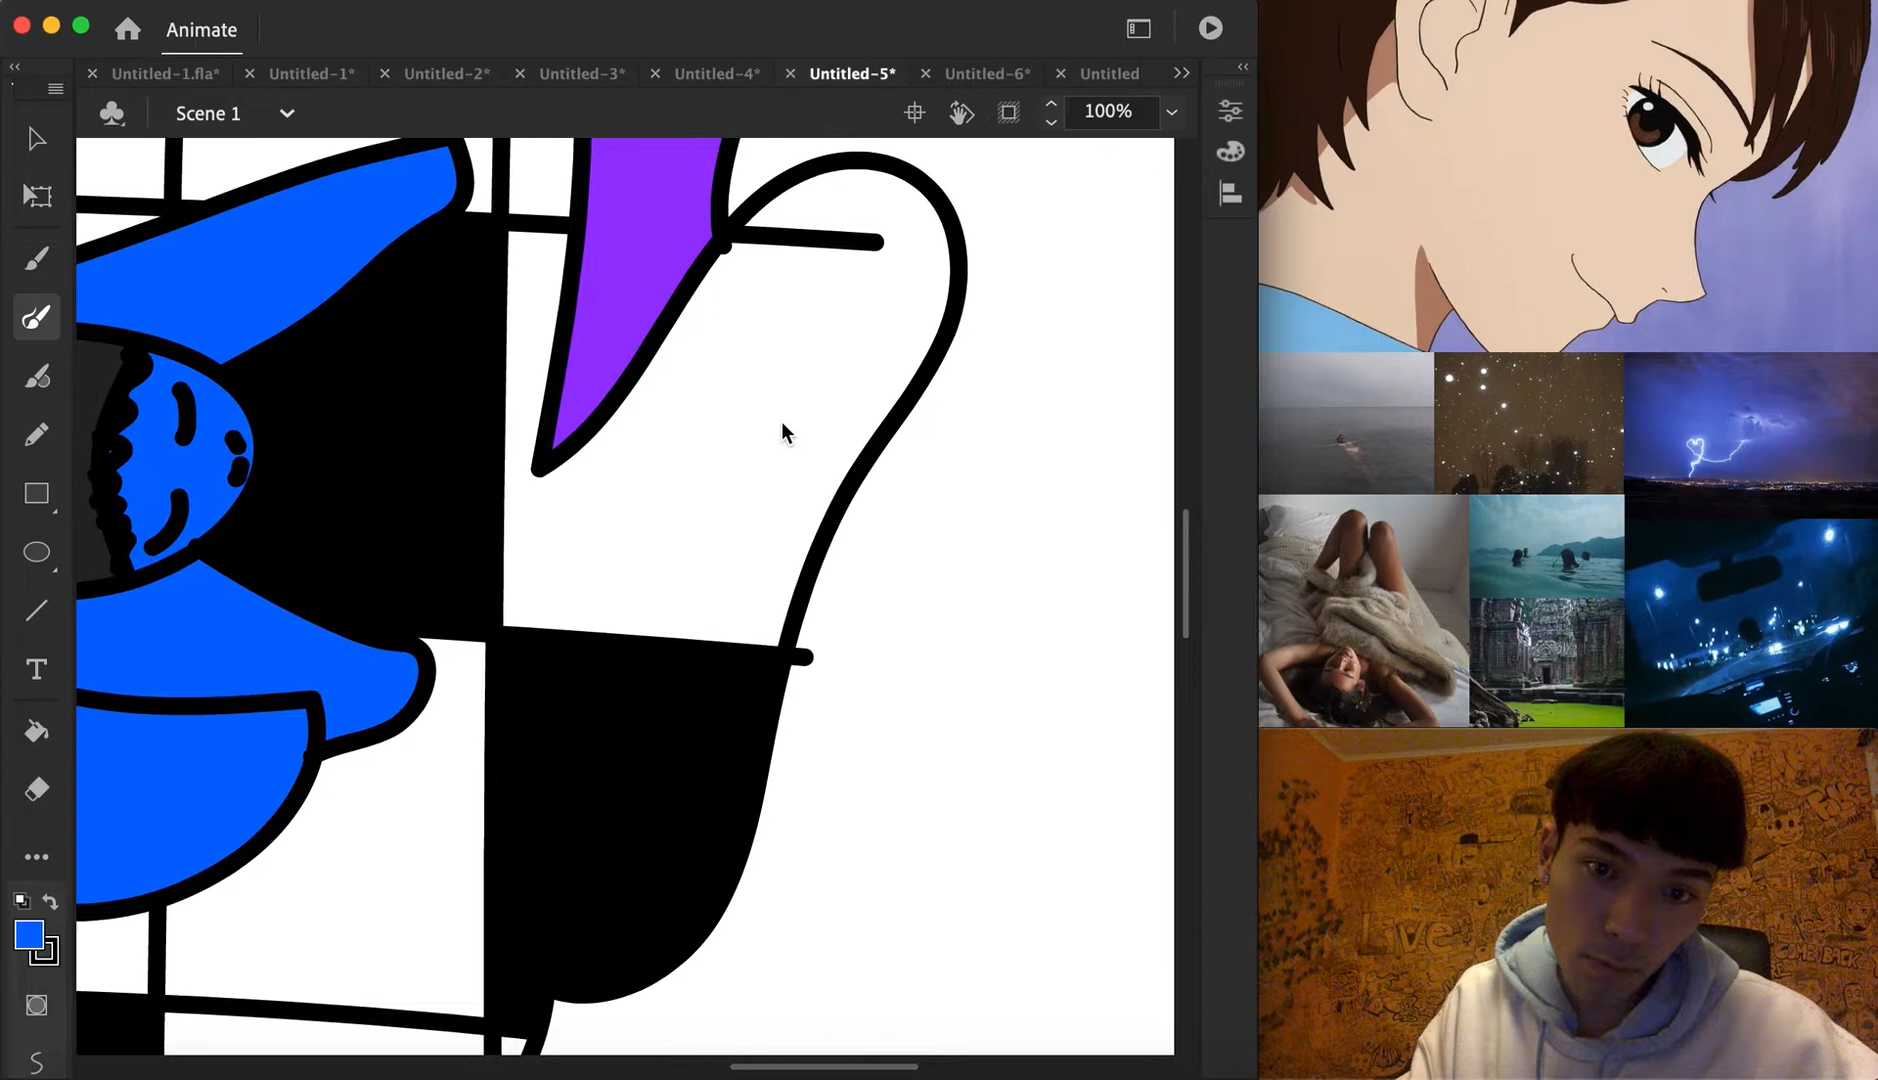 Animate
Untitled-1.fla* Untitled-1* Untitled-2* Untitled-3* Untitled-4* Untitled-5* Untitled-6* Untitled
Scene 1 100%
T
Live